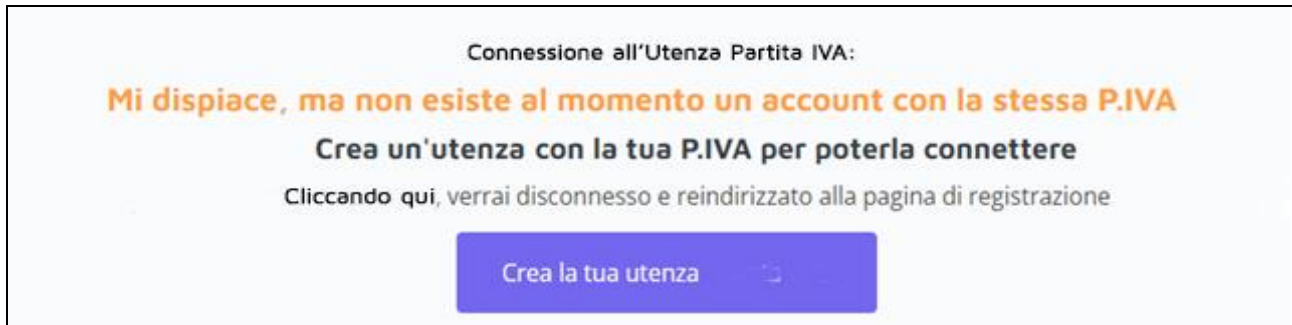 Connessione all'Utenza Partita IVA:
Mi dispiace, ma non esiste al momento un account con la stessa P.IVA
Crea un'utenza con la tua P.IVA per poterla connettere
Cliccando qui, verrai disconnesso e reindirizzato alla pagina di registrazione
Crea la tua utenza